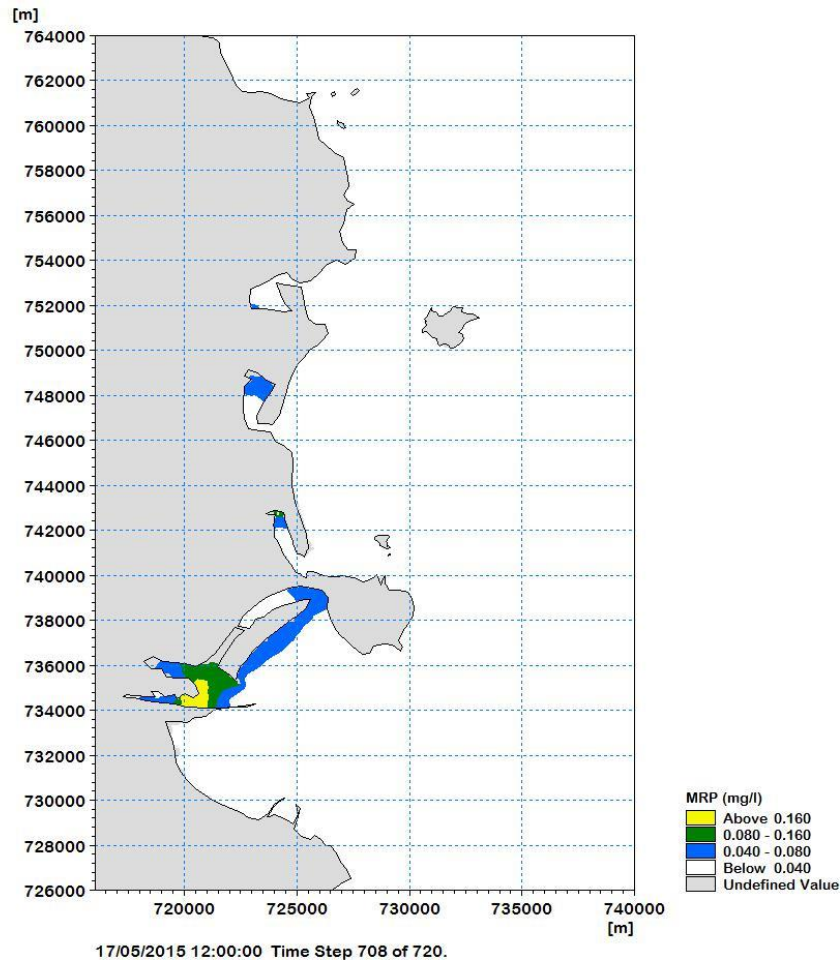 [m]
764000
762000
760000
758000
756000
754000
752000
750000
748000
746000
744000
742000
740000
738000
736000
734000
732000
730000
728000
726000
720000 725000 730000 735000 740000
[m]
MRP (mg/l)
Above 0.160
0.080 - 0.160
0.040 - 0.080
Below 0.040
Undefined Value
17/05/2015 12:00:00 Time Step 708 of 720.